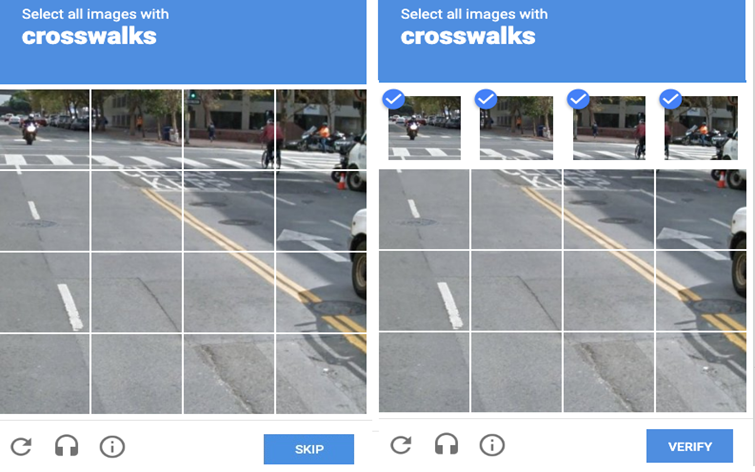 Select all images with
crosswalks
SKIP
Select all images with
crosswalks
VERIFY